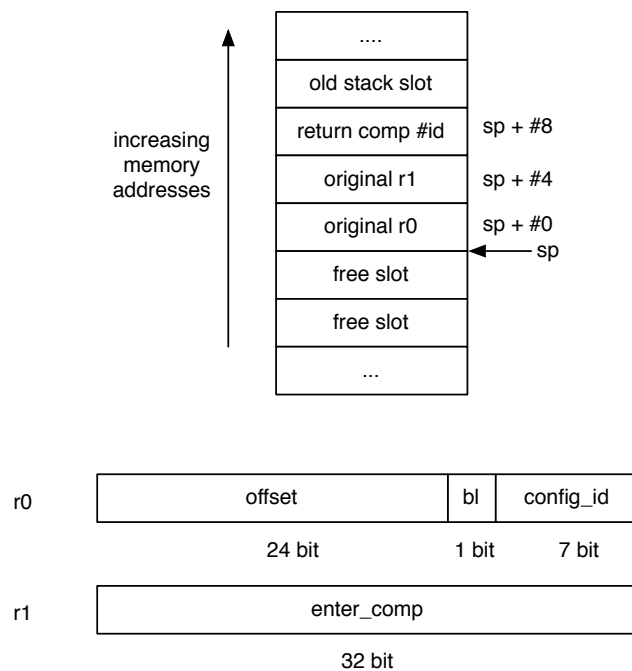 ....
old stack slot
return comp #id
sp + #8
increasing
memory
addresses
original r1
sp + #4
original r0
sp + #0
sp
free slot
free slot
...
r0
offset
bl
config_id
24 bit
1 bit
7 bit
r1
enter_comp
32 bit